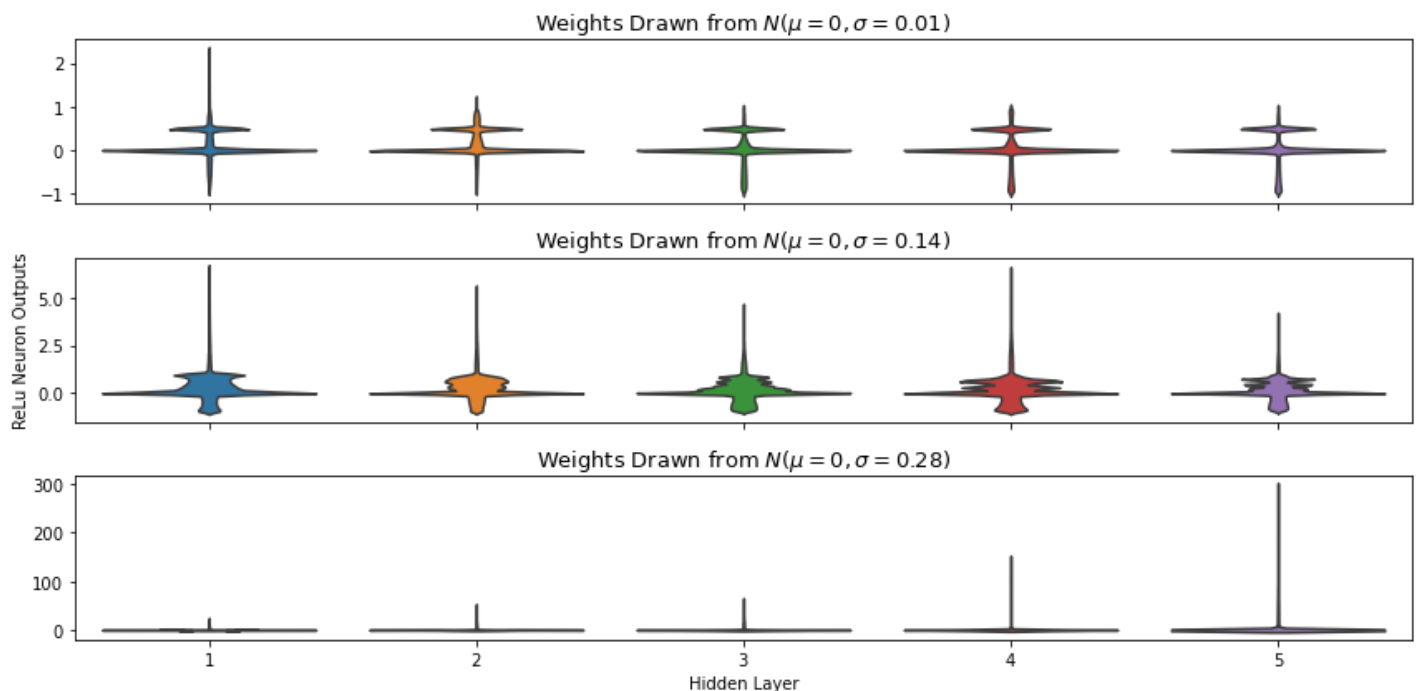 Weights Drawn from N(μ = 0, σ = 0.01)
2
1
0
−1
Weights Drawn from N(μ = 0, σ = 0.14)
ReLu Neuron Outputs
5.0
2.5
0.0
Weights Drawn from N(μ = 0, σ = 0.28)
300
200
100
0
1 2 3 4 5
Hidden Layer